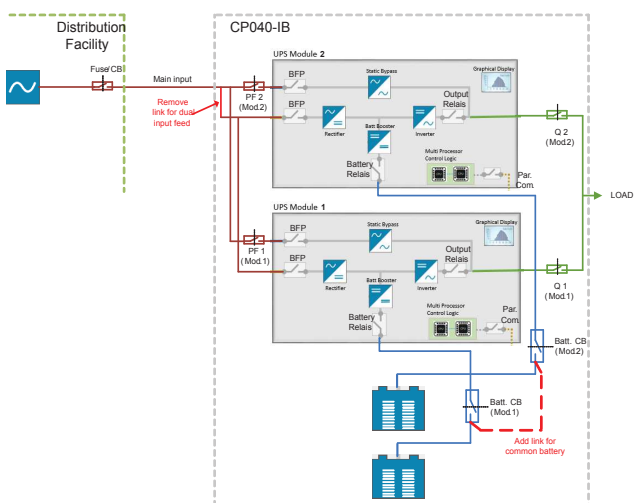 Distribution
Facility
CP040-IB
Fuse/CB
Main input
Remove
link for dual
input feed
PF 2
(Mod.2)
UPS Module 2
BFP
BFP
Static Bypass
Graphical Display
Output
Relais
Rectifier
Batt Booster
Inverter
Battery
Relais
Multi Processor
Control Logic
Par.
Com.
Q 2
(Mod.2)
LOAD
UPS Module 1
BFP
BFP
PF 1
(Mod.1)
Static Bypass
Graphical Display
Output
Relais
Rectifier
Batt Booster
Inverter
Battery
Relais
Multi Processor
Control Logic
Par.
Com.
Q 1
(Mod.1)
Batt. CB
(Mod.2)
Batt. CB
(Mod.1)
Add link for
common battery